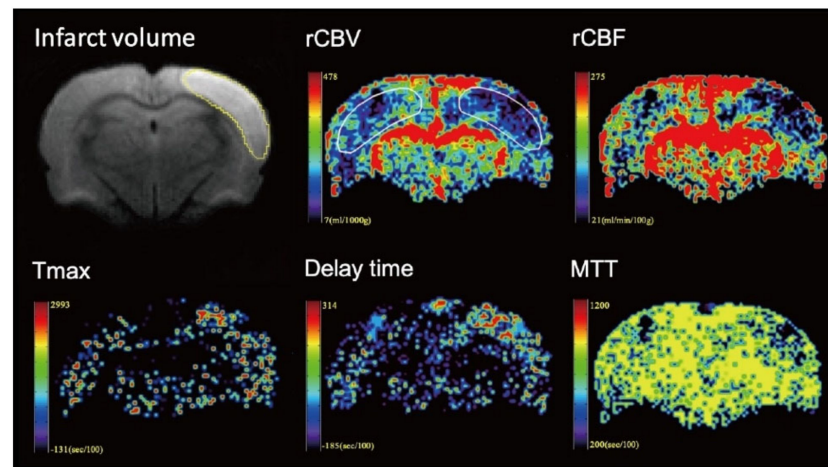 Infarct volume
rCBV
rCBF
478
7(ml/1000g
275
21(ml/min/100g)
Tmax
Delay time
MTT
2993
-131(sec/100)
314
-185(sec/100)
1200
200(sec/100)